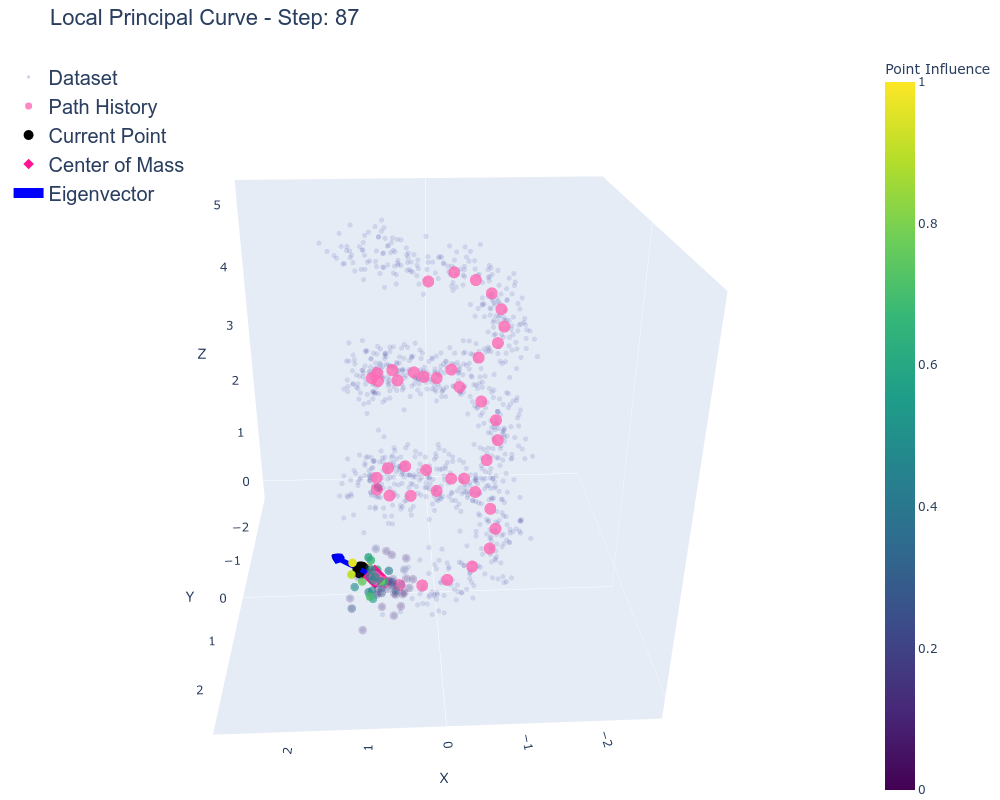 Local Principal Curve - Step: 87
Dataset
Path History
Current Point
Center of Mass
Eigenvector
Point Influence
1
0.8
0.6
0.4
0.2
0
5
4
3
Z
2
1
0
−2
−1
Y
0
1
2
2
1
0
−1
−2
X